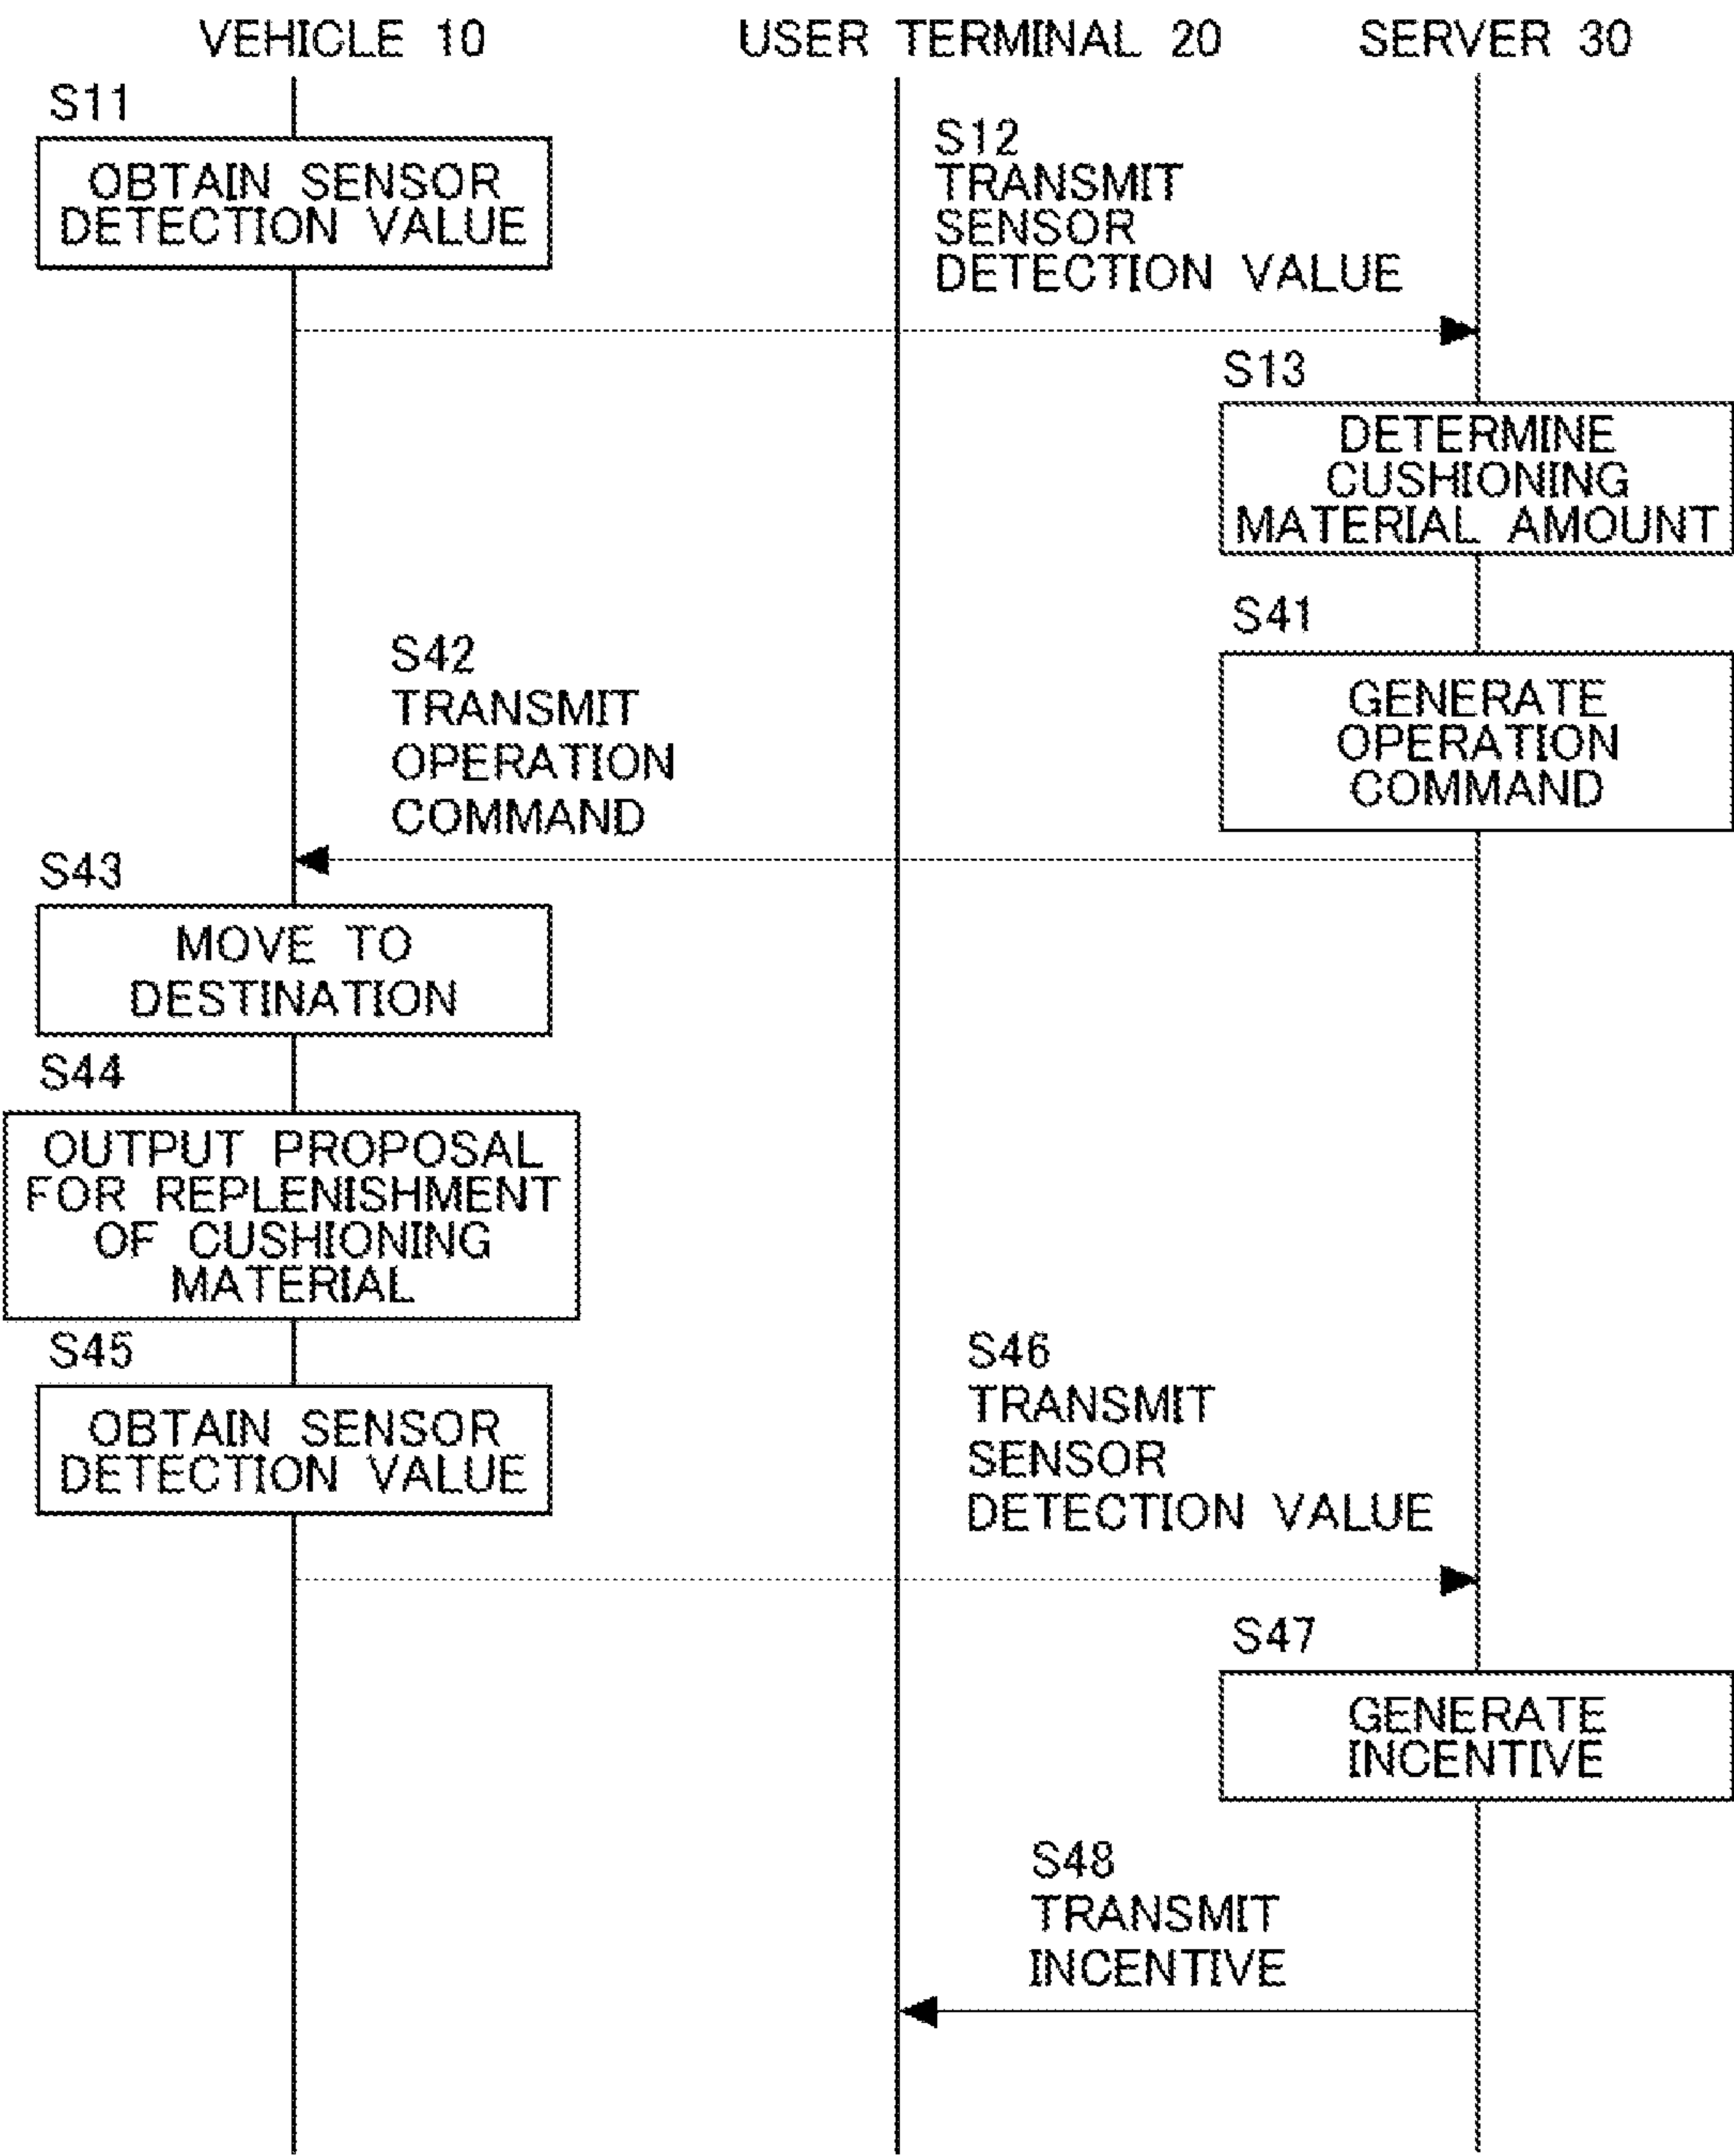 VEHICLE 10
USER TERMINAL 20
SERVER 30
S11
OBTAIN SENSOR
DETECTION VALUE
S12
TRANSMIT
SENSOR
DETECTION VALUE
S13
DETERMINE
CUSHIONING
MATERIAL AMOUNT
S41
GENERATE
OPERATION
COMMAND
S42
TRANSMIT
OPERATION
COMMAND
S43
MOVE TO
DESTINATION
S44
OUTPUT PROPOSAL
FOR REPLENISHMENT
OF CUSHIONING
MATERIAL
S45
OBTAIN SENSOR
DETECTION VALUE
S46
TRANSMIT
SENSOR
DETECTION VALUE
S47
GENERATE
INCENTIVE
S48
TRANSMIT
INCENTIVE